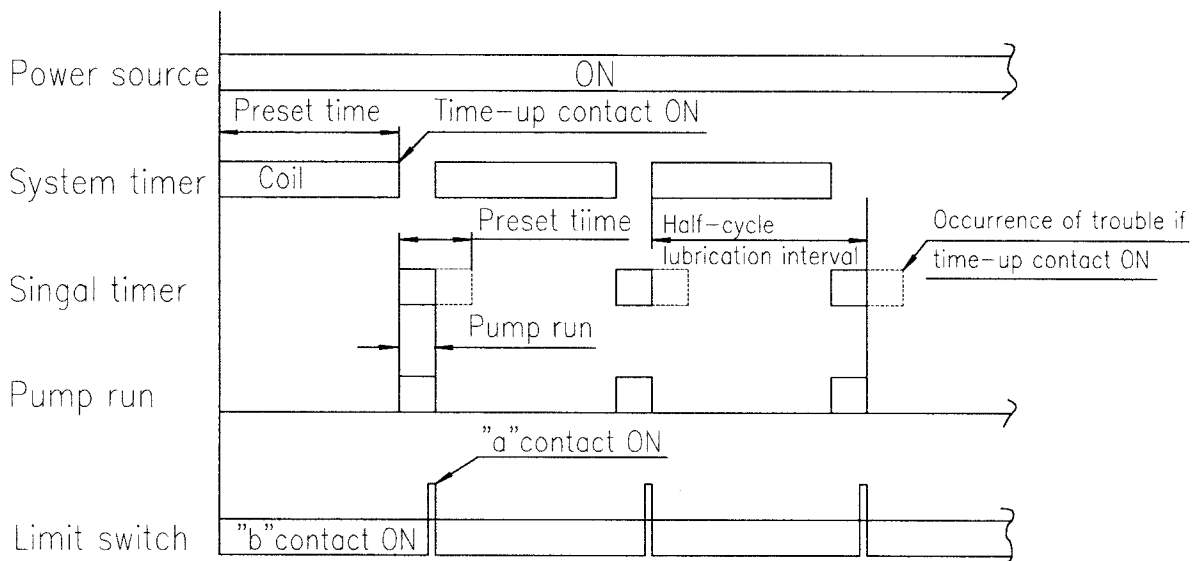 Power source
ON
Preset time
Time-up contact ON
System timer
Coil
Preset tiime
Half-cycle
lubrication interval
Occurrence of trouble if
time-up contact ON
Singal timer
Pump run
Pump run
"a"contact ON
Limit switch
"b"contact ON